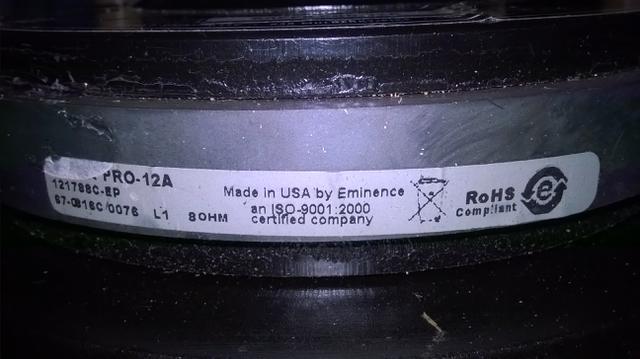 PRO-12A
121788C-EP
67-0816C 0076 L1 8OHM
Made in USA by Eminence
an ISO-9001:2000
certified company
RoHS
Compliant
e